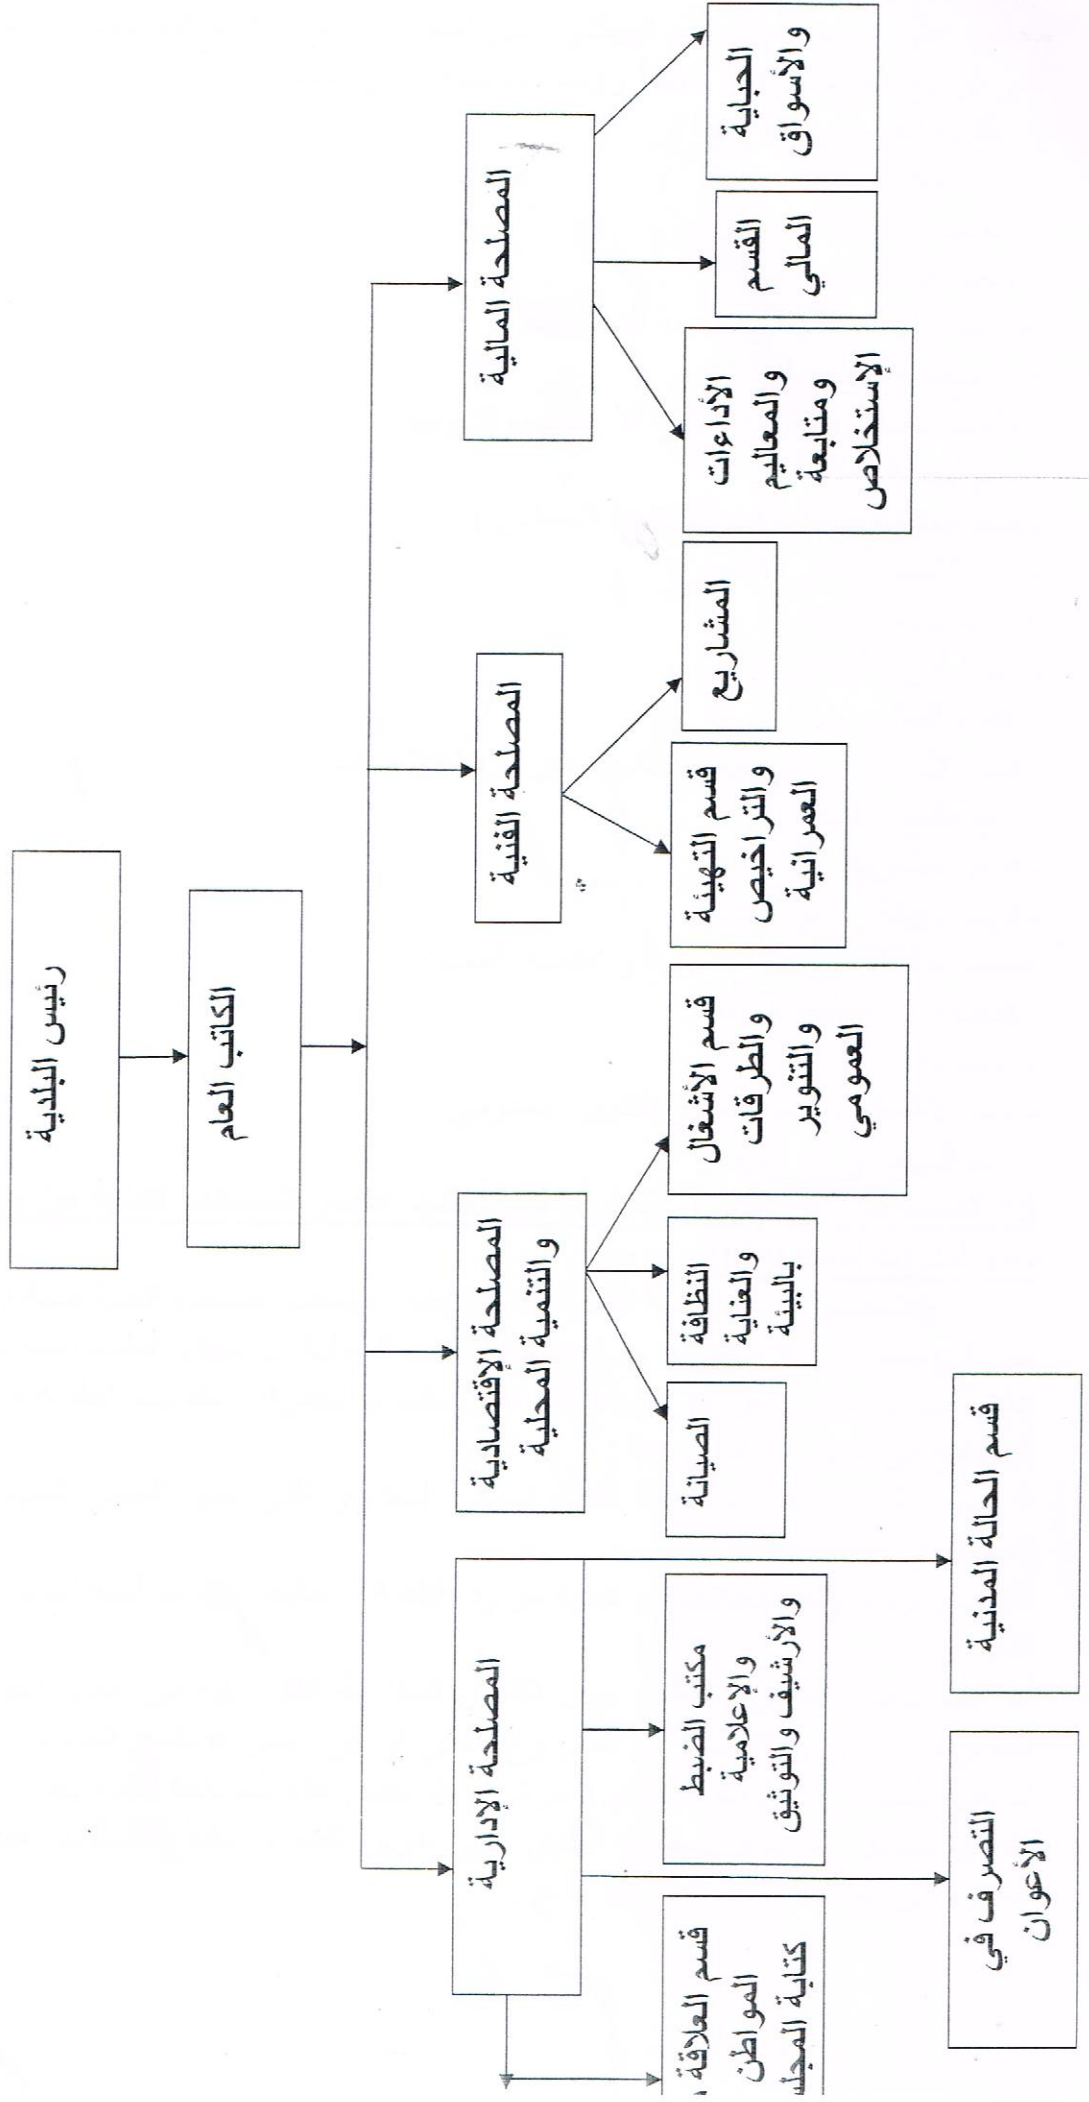 رئيس البلدية
الكاتب العام
المصلحة المالية
المصلحة الفنية
المصلحة الإقتصادية
والتنمية المحلية
المصلحة الإدارية
الجباية
والأسواق
القسم
المالي
الأداءات
والمعاليم
ومتابعة
الإستخلاص
المشاريع
قسم التهيئة
والتراخيص
العمرانية
قسم الأشغال
والطرقات
والتنوير
العمومي
النظافة
والعناية
بالبيئة
الصيانة
مكتب الضبط
والإعلامية
والأرشيف والتوثيق
قسم العلاقة
المواطن
كتابة
قسم الحالة المدنية
التصرف في
الأعوان